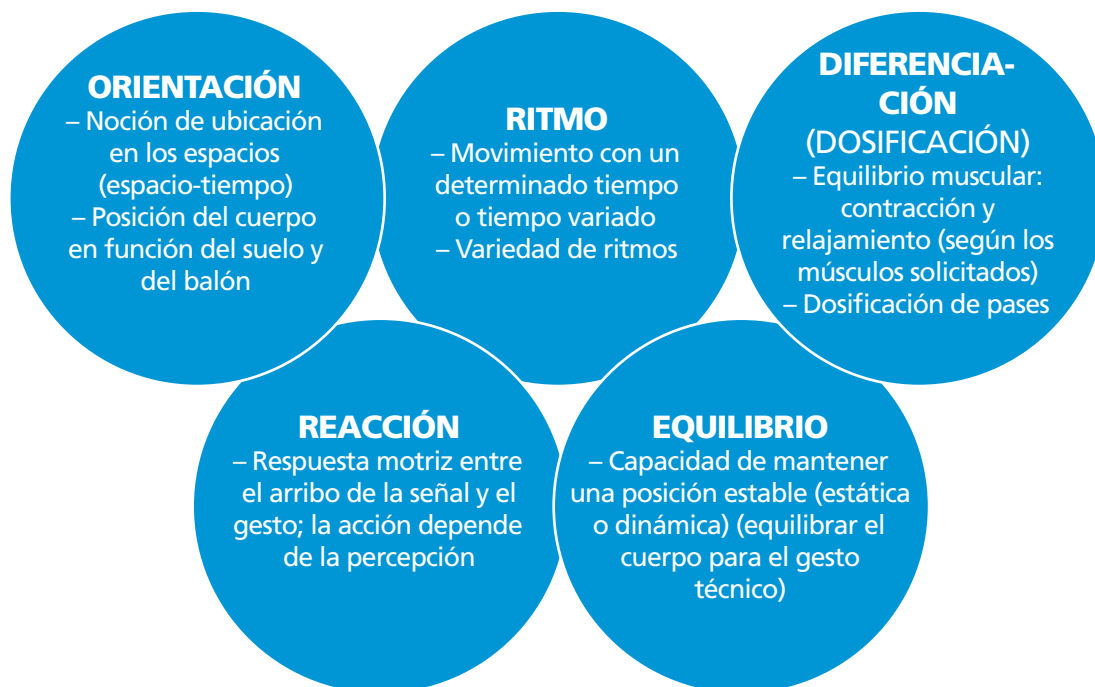 ORIENTACIÓN
– Noción de ubicación
en los espacios
(espacio-tiempo)
– Posición del cuerpo
en función del suelo y
del balón
RITMO
– Movimiento con un
determinado tiempo
o tiempo variado
– Variedad de ritmos
DIFERENCIA-
CIÓN
(DOSIFICACIÓN)
– Equilibrio muscular:
contracción y
relajamiento (según los
músculos solicitados)
– Dosificación de pases
REACCIÓN
– Respuesta motriz entre
el arribo de la señal y el
gesto; la acción depende
de la percepción
EQUILIBRIO
– Capacidad de mantener
una posición estable (estática
o dinámica) (equilibrar el
cuerpo para el gesto
técnico)